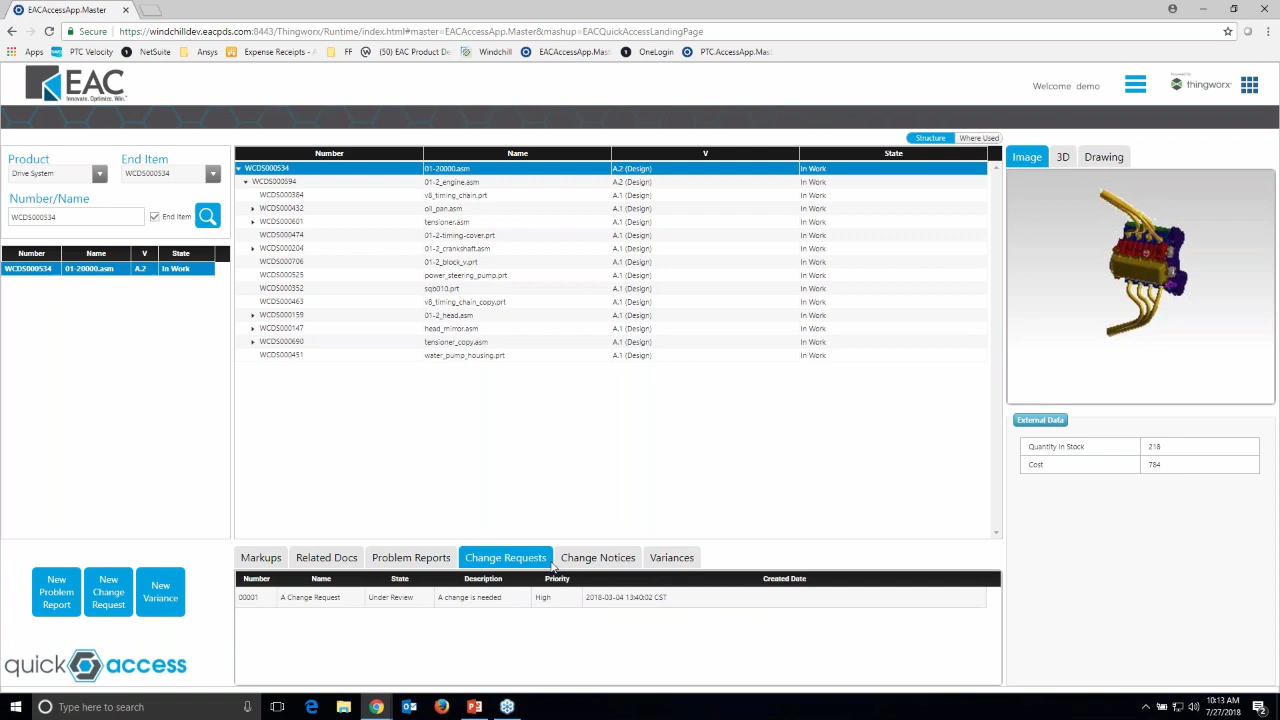 EACAccessApp.Master
Secure
https://windchilldev.eacpds.com:8443/Thingworx/Runtime/index.html#master=EACAccessApp.Master&mashup=EACQuickAccessLandingPage
Apps PTC Velocity NetSuite Ansys Expense Receipts - A FF (50) EAC Product De Windchill EACAccessApp.Mas OneLogin PTC.AccessApp.Mast
EAC
Innovate. Optimize. Win.
Welcome demo
Powered by
thingworx
Structure Where Used
Product End Item
Drive System WCDS000534
Number/Name
WCDS000534 End Item
Number Name V State
WCDS000534 01-20000.asm A.2 In Work
Number Name V State
WCDS000534 01-20000.asm A.2 (Design) In Work
WCDS000594 01-2_engine.asm A.2 (Design) In Work
WCDS000384 v8_timing_chain.prt A.1 (Design) In Work
WCDS000432 oil_pan.asm A.1 (Design) In Work
WCDS000601 tensioner.asm A.1 (Design) In Work
WCDS000474 01-2-timing-cover.prt A.1 (Design) In Work
WCDS000204 01-2_crankshaft.asm A.1 (Design) In Work
WCDS000706 01-2_block_v.prt A.1 (Design) In Work
WCDS000525 power_steering_pump.prt A.1 (Design) In Work
WCDS000352 sqb010.prt A.1 (Design) In Work
WCDS000463 v8_timing_chain_copy.prt A.1 (Design) In Work
WCDS000159 01-2_head.asm A.1 (Design) In Work
WCDS000147 head_mirror.asm A.1 (Design) In Work
WCDS000690 tensioner_copy.asm A.1 (Design) In Work
WCDS000451 water_pump_housing.prt A.1 (Design) In Work
Image 3D Drawing
External Data
Quantity In Stock 218
Cost 784
Markups Related Docs Problem Reports Change Requests Change Notices Variances
Number Name State Description Priority Created Date
00001 A Change Request Under Review A change is needed High 2018-03-04 13:40:02 CST
New Problem Report
New Change Request
New Variance
quick access
Type here to search
10:13 AM
7/27/2018
2